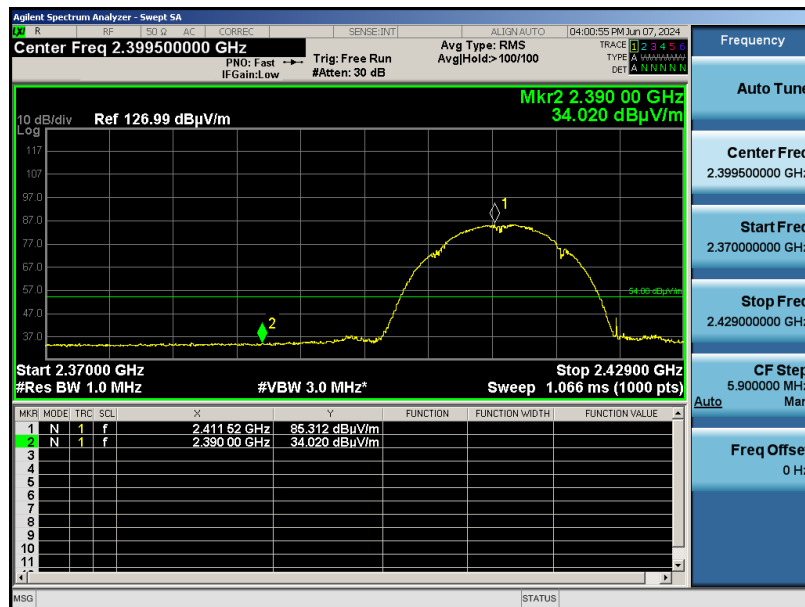 Agilent Spectrum Analyzer - Swept SA
LXI R RF 50 Ω AC CORREC SENSE:INT ALIGN AUTO 04:00:55 PM Jun 07, 2024
Center Freq 2.399500000 GHz
PNO: Fast
IFGain:Low
Trig: Free Run
#Atten: 30 dB
Avg Type: RMS
Avg|Hold:>100/100
TRACE 1 2 3 4 5 6
TYPE A WWWWWW
DET A N N N N N
Mkr2 2.390 00 GHz
34.020 dBµV/m
10 dB/div Ref 126.99 dBµV/m
Log
117
107
97.0
87.0
77.0
67.0
57.0
47.0
37.0
1
2
54.00 dBµV/m
Start 2.37000 GHz Stop 2.42900 GHz
#Res BW 1.0 MHz #VBW 3.0 MHz* Sweep 1.066 ms (1000 pts)
MKR MODE TRC SCL X Y FUNCTION FUNCTION WIDTH FUNCTION VALUE
1 N 1 f 2.411 52 GHz 85.312 dBµV/m
2 N 1 f 2.390 00 GHz 34.020 dBµV/m
3
4
5
6
7
8
9
10
11
MSG STATUS
Frequency
Auto Tune
Center Freq
2.399500000 GHz
Start Freq
2.370000000 GHz
Stop Freq
2.429000000 GHz
CF Step
5.900000 MHz
Auto Man
Freq Offset
0 Hz